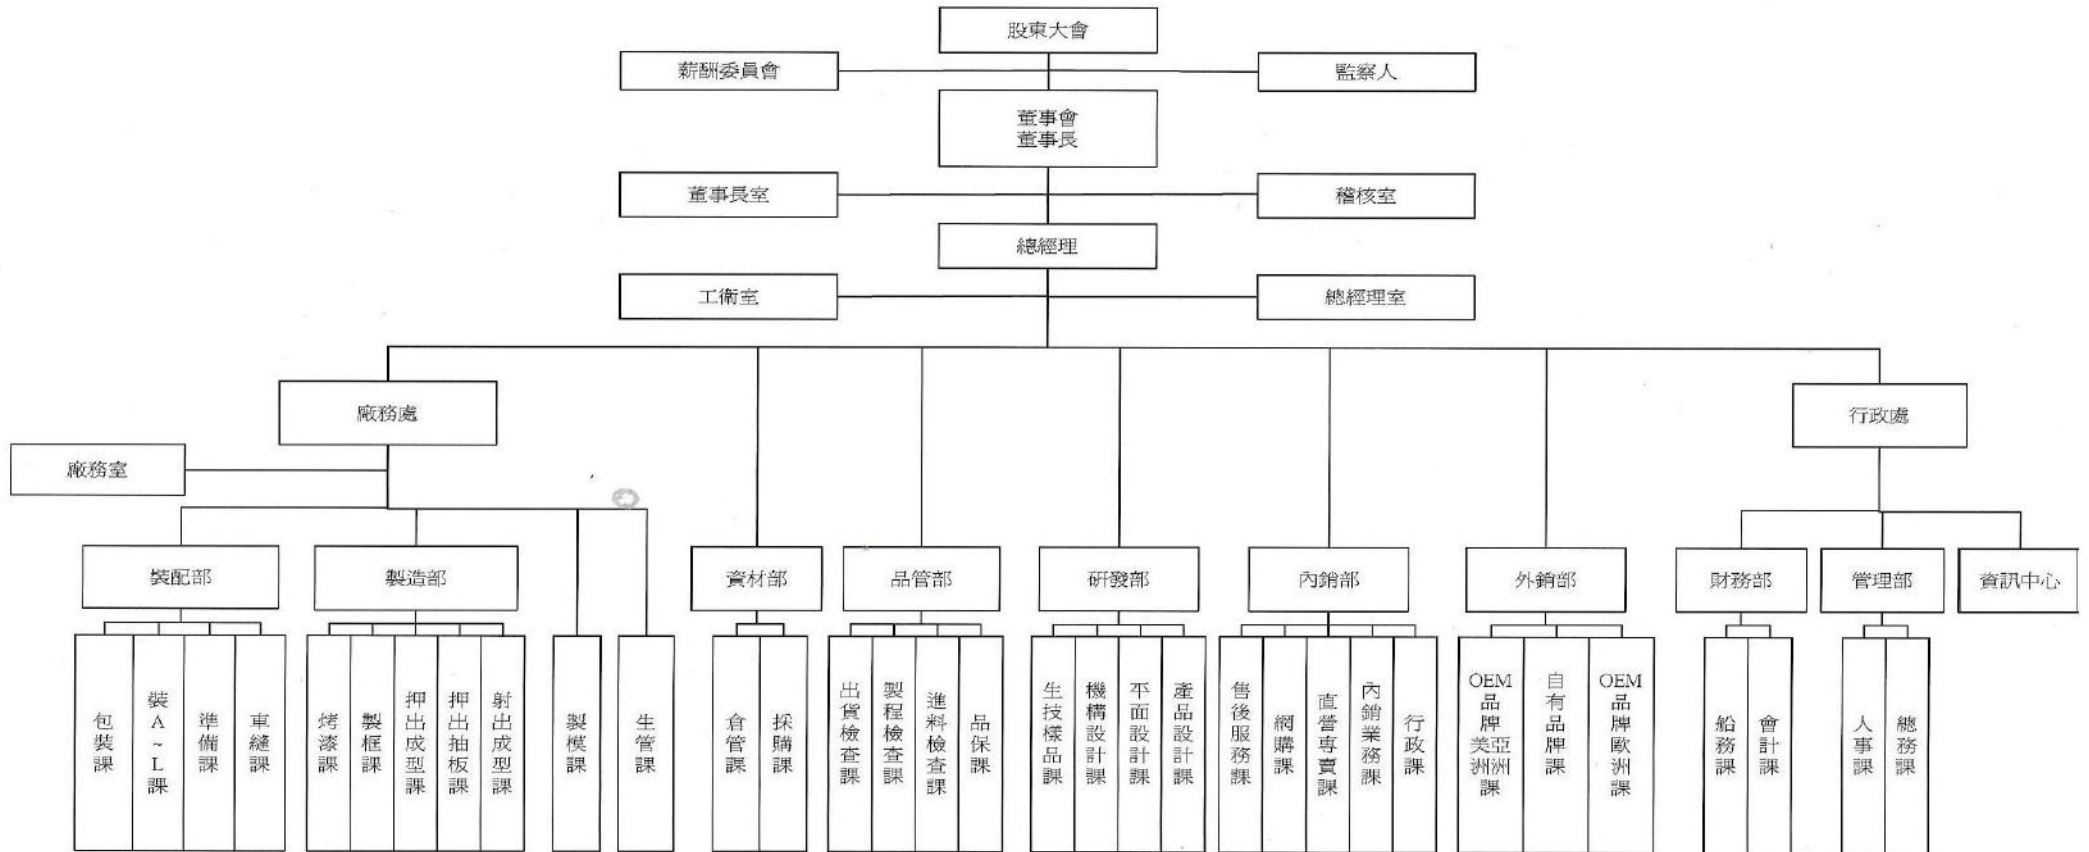 股東大會
薪酬委員會
監察人
董事會
董事長
董事長室
稽核室
總經理
工衛室
總經理室
廠務處
行政處
廠務室
裝配部
製造部
資材部
品管部
研發部
內銷部
外銷部
財務部
管理部
資訊中心
包裝課
裝A~L課
準備課
車縫課
烤漆課
製框課
押出成型課
押出抽板課
射出成型課
製模課
生管課
倉管課
採購課
出貨檢查課
製程檢查課
進料檢查課
品保課
生技樣品課
機構設計課
平面設計課
產品設計課
售後服務課
網購課
直營專賣課
內銷業務課
行政課
OEM品牌美亞洲洲課
自有品牌課
OEM品牌歐洲課
船務課
會計課
人事課
總務課